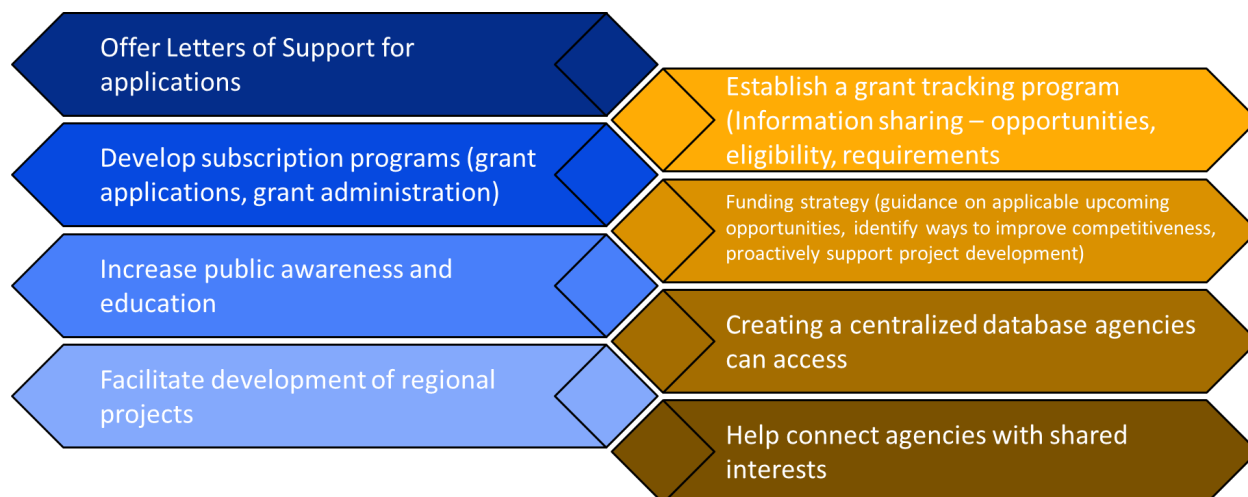 Offer Letters of Support for
applications
Establish a grant tracking program
(Information sharing – opportunities,
eligibility, requirements
Develop subscription programs (grant
applications, grant administration)
Funding strategy (guidance on applicable upcoming
opportunities, identify ways to improve competitiveness,
proactively support project development)
Increase public awareness and
education
Creating a centralized database agencies
can access
Facilitate development of regional
projects
Help connect agencies with shared
interests